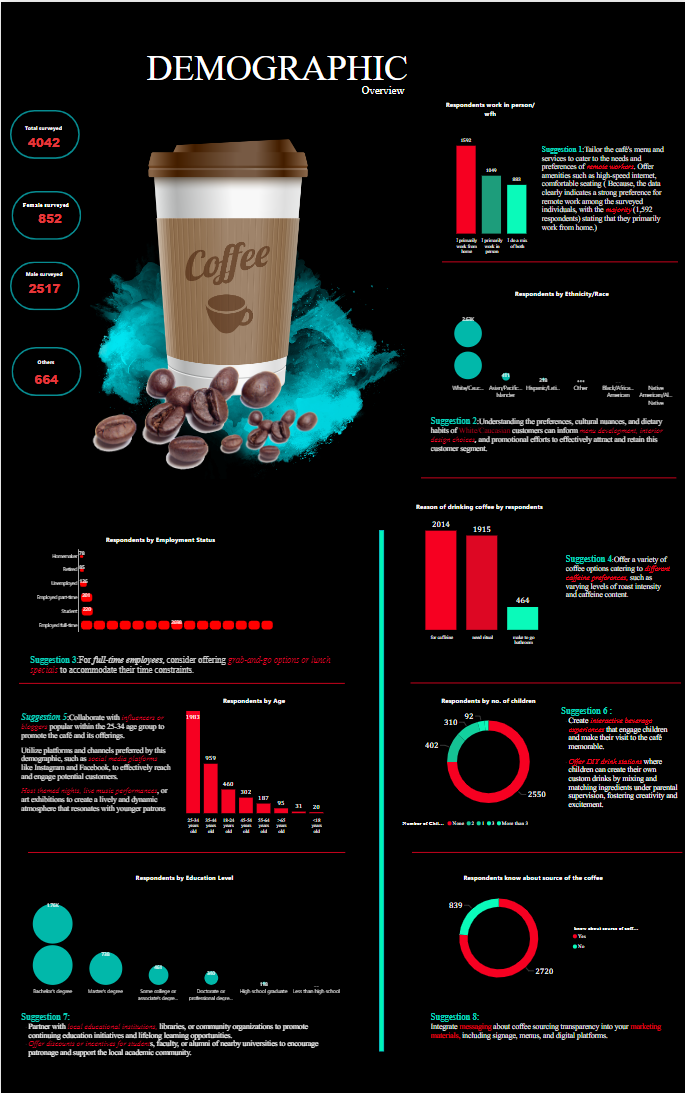 DEMOGRAPHIC
Overview
Total surveyed
4042
Female surveyed
852
Male surveyed
2517
Others
664
Coffee
Respondents work in person/
wfh
1592
1049
883
I primarily
work from
home
I primarily
work in
person
I do a mix
of both
Suggestion 1:Tailor the café's menu and
services to cater to the needs and
preferences of remote workers. Offer
amenities such as high-speed internet,
comfortable seating ( Because, the data
clearly indicates a strong preference for
remote work among the surveyed
individuals, with the majority (1,592
respondents) stating that they primarily
work from home.)
Respondents by Ethnicity/Race
White/Cauc...
Asian/Pacific...
Islander
Hispanic/Lati...
Other
Black/Africa...
American
Native
American/Al...
Native
Suggestion 2:Understanding the preferences, cultural nuances, and dietary
habits of White/Caucasian customers can inform menu development, interior
design choices, and promotional efforts to effectively attract and retain this
customer segment.
Respondents by Employment Status
Homemaker
Retired
Unemployed
Employed part-time
Student
Employed full-time
Suggestion 3:For full-time employees, consider offering grab-and-go options or lunch
specials to accommodate their time constraints.
Reason of drinking coffee by respondents
2014
1915
464
for caffeine
need ritual
make to go
bathroom
Suggestion 4:Offer a variety of
coffee options catering to different
caffeine preferences, such as
varying levels of roast intensity
and caffeine content.
Suggestion 5:Collaborate with influencers or
bloggers popular within the 25-34 age group to
promote the café and its offerings.
Utilize platforms and channels preferred by this
demographic, such as social media platforms
like Instagram and Facebook, to effectively reach
and engage potential customers.
Host themed nights, live music performances, or
art exhibitions to create a lively and dynamic
atmosphere that resonates with younger patrons
Respondents by Age
1983
959
460
302
187
95
31
20
25-34
years
old
35-44
years
old
18-24
years
old
45-54
years
old
55-64
years
old
>65
years
old
<18
years
old
Respondents by no. of children
92
310
402
2550
Number of Chil...
None
2
1
3
More than 3
Suggestion 6 :
Create interactive beverage
experiences that engage children
and make their visit to the café
memorable.
Offer DIY drink stations where
children can create their own
custom drinks by mixing and
matching ingredients under parental
supervision, fostering creativity and
excitement.
Respondents by Education Level
Bachelor's degree
Master's degree
Some college or
associate's degre...
Doctorate or
professional degre...
High school graduate
Less than high school
Suggestion 7:
Partner with local educational institutions, libraries, or community organizations to promote
continuing education initiatives and lifelong learning opportunities.
Offer discounts or incentives for students, faculty, or alumni of nearby universities to encourage
patronage and support the local academic community.
Respondents know about source of the coffee
839
2720
know about source of coff...
Yes
No
Suggestion 8:
Integrate messaging about coffee sourcing transparency into your marketing
materials, including signage, menus, and digital platforms.